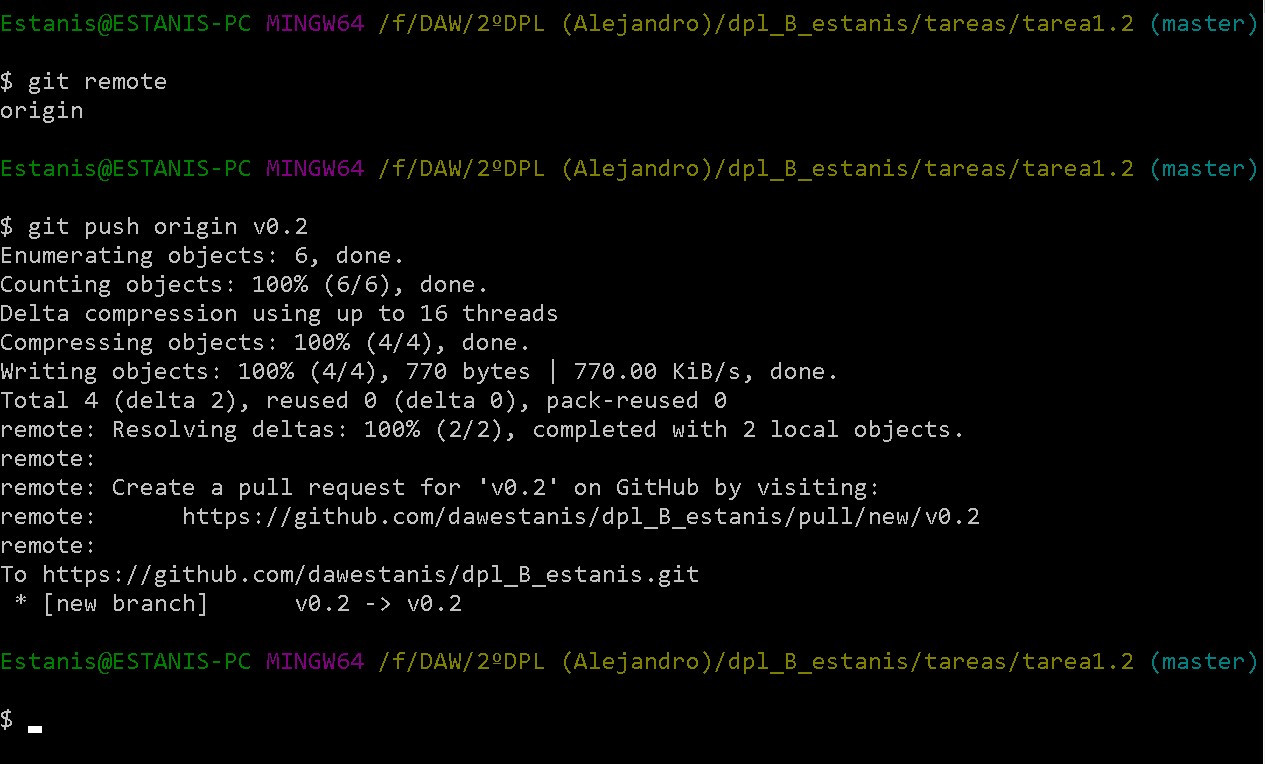 Estanis@ESTANIS-PC MINGW64 /f/DAW/2ºDPL (Alejandro)/dpl_B_estanis/tareas/tarea1.2 (master)
$ git remote
origin
Estanis@ESTANIS-PC MINGW64 /f/DAW/2ºDPL (Alejandro)/dpl_B_estanis/tareas/tarea1.2 (master)
$ git push origin v0.2
Enumerating objects: 6, done.
Counting objects: 100% (6/6), done.
Delta compression using up to 16 threads
Compressing objects: 100% (4/4), done.
Writing objects: 100% (4/4), 770 bytes | 770.00 KiB/s, done.
Total 4 (delta 2), reused 0 (delta 0), pack-reused 0
remote: Resolving deltas: 100% (2/2), completed with 2 local objects.
remote:
remote: Create a pull request for 'v0.2' on GitHub by visiting:
remote:      https://github.com/dawestanis/dpl_B_estanis/pull/new/v0.2
remote:
To https://github.com/dawestanis/dpl_B_estanis.git
 * [new branch]      v0.2 -> v0.2
Estanis@ESTANIS-PC MINGW64 /f/DAW/2ºDPL (Alejandro)/dpl_B_estanis/tareas/tarea1.2 (master)
$